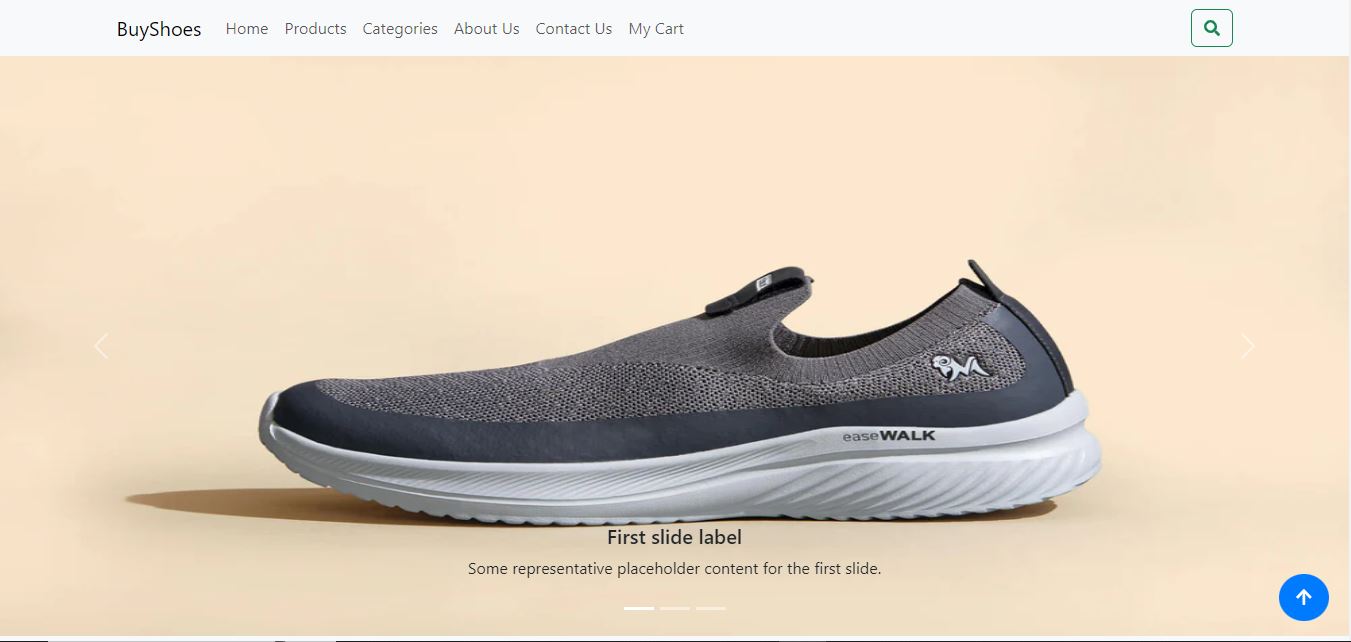 BuyShoes Home Products Categories About Us Contact Us My Cart
easeWALK
First slide label
Some representative placeholder content for the first slide.